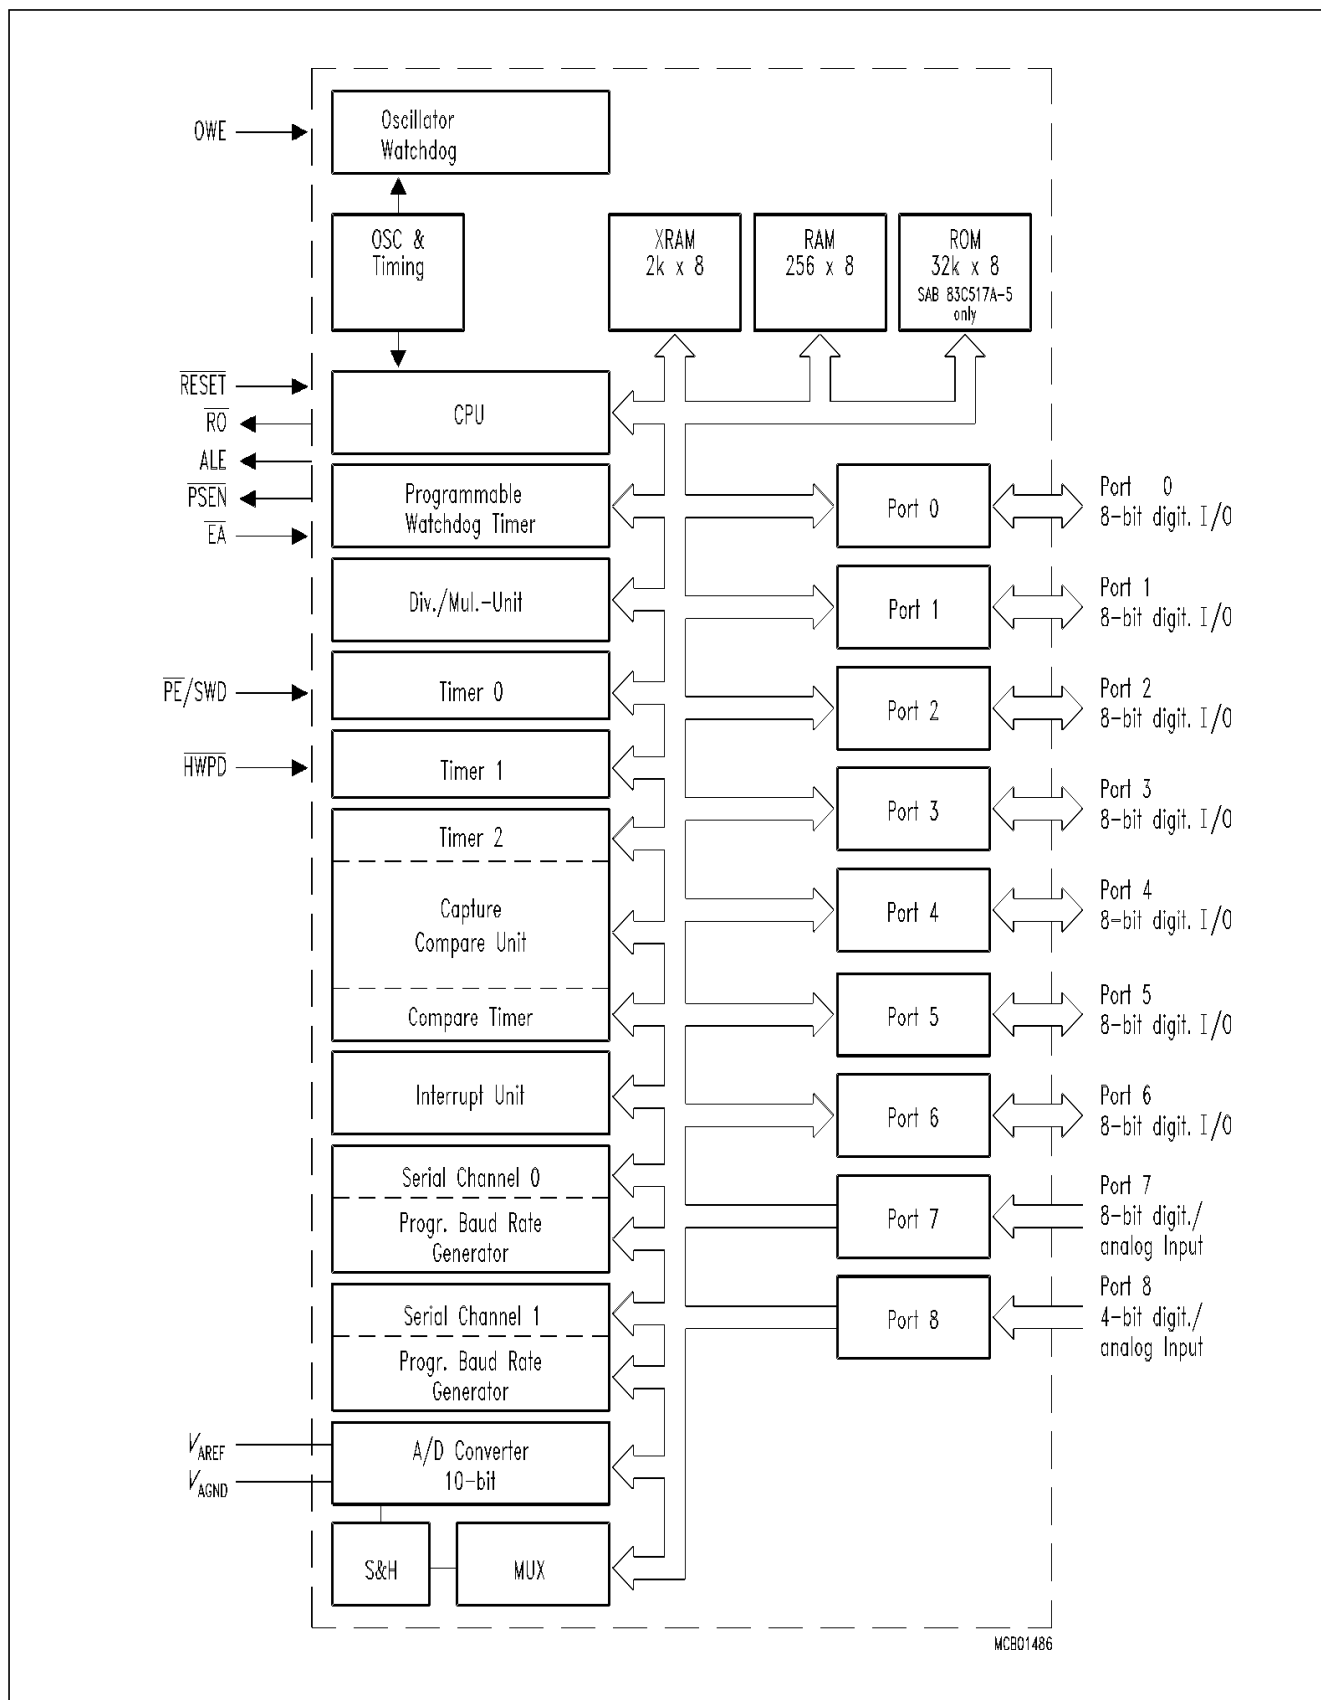 OWE
Oscillator
Watchdog
OSC &
Timing
XRAM
2k x 8
RAM
256 x 8
ROM
32k x 8
SAB 83C517A-5
only
R̅E̅S̅E̅T̅
R̅O̅
ALE
P̅S̅E̅N̅
E̅A̅
CPU
Programmable
Watchdog Timer
Div./Mul.-Unit
P̅E̅/SWD
Timer 0
H̅W̅P̅D̅
Timer 1
Timer 2
Capture
Compare Unit
Compare Timer
Interrupt Unit
Serial Channel 0
Progr. Baud Rate
Generator
Serial Channel 1
Progr. Baud Rate
Generator
VAREF
VAGND
A/D Converter
10-bit
S&H
MUX
Port 0
Port 0
8-bit digit. I/O
Port 1
Port 1
8-bit digit. I/O
Port 2
Port 2
8-bit digit. I/O
Port 3
Port 3
8-bit digit. I/O
Port 4
Port 4
8-bit digit. I/O
Port 5
Port 5
8-bit digit. I/O
Port 6
Port 6
8-bit digit. I/O
Port 7
Port 7
8-bit digit./
analog Input
Port 8
Port 8
4-bit digit./
analog Input
MCB01486